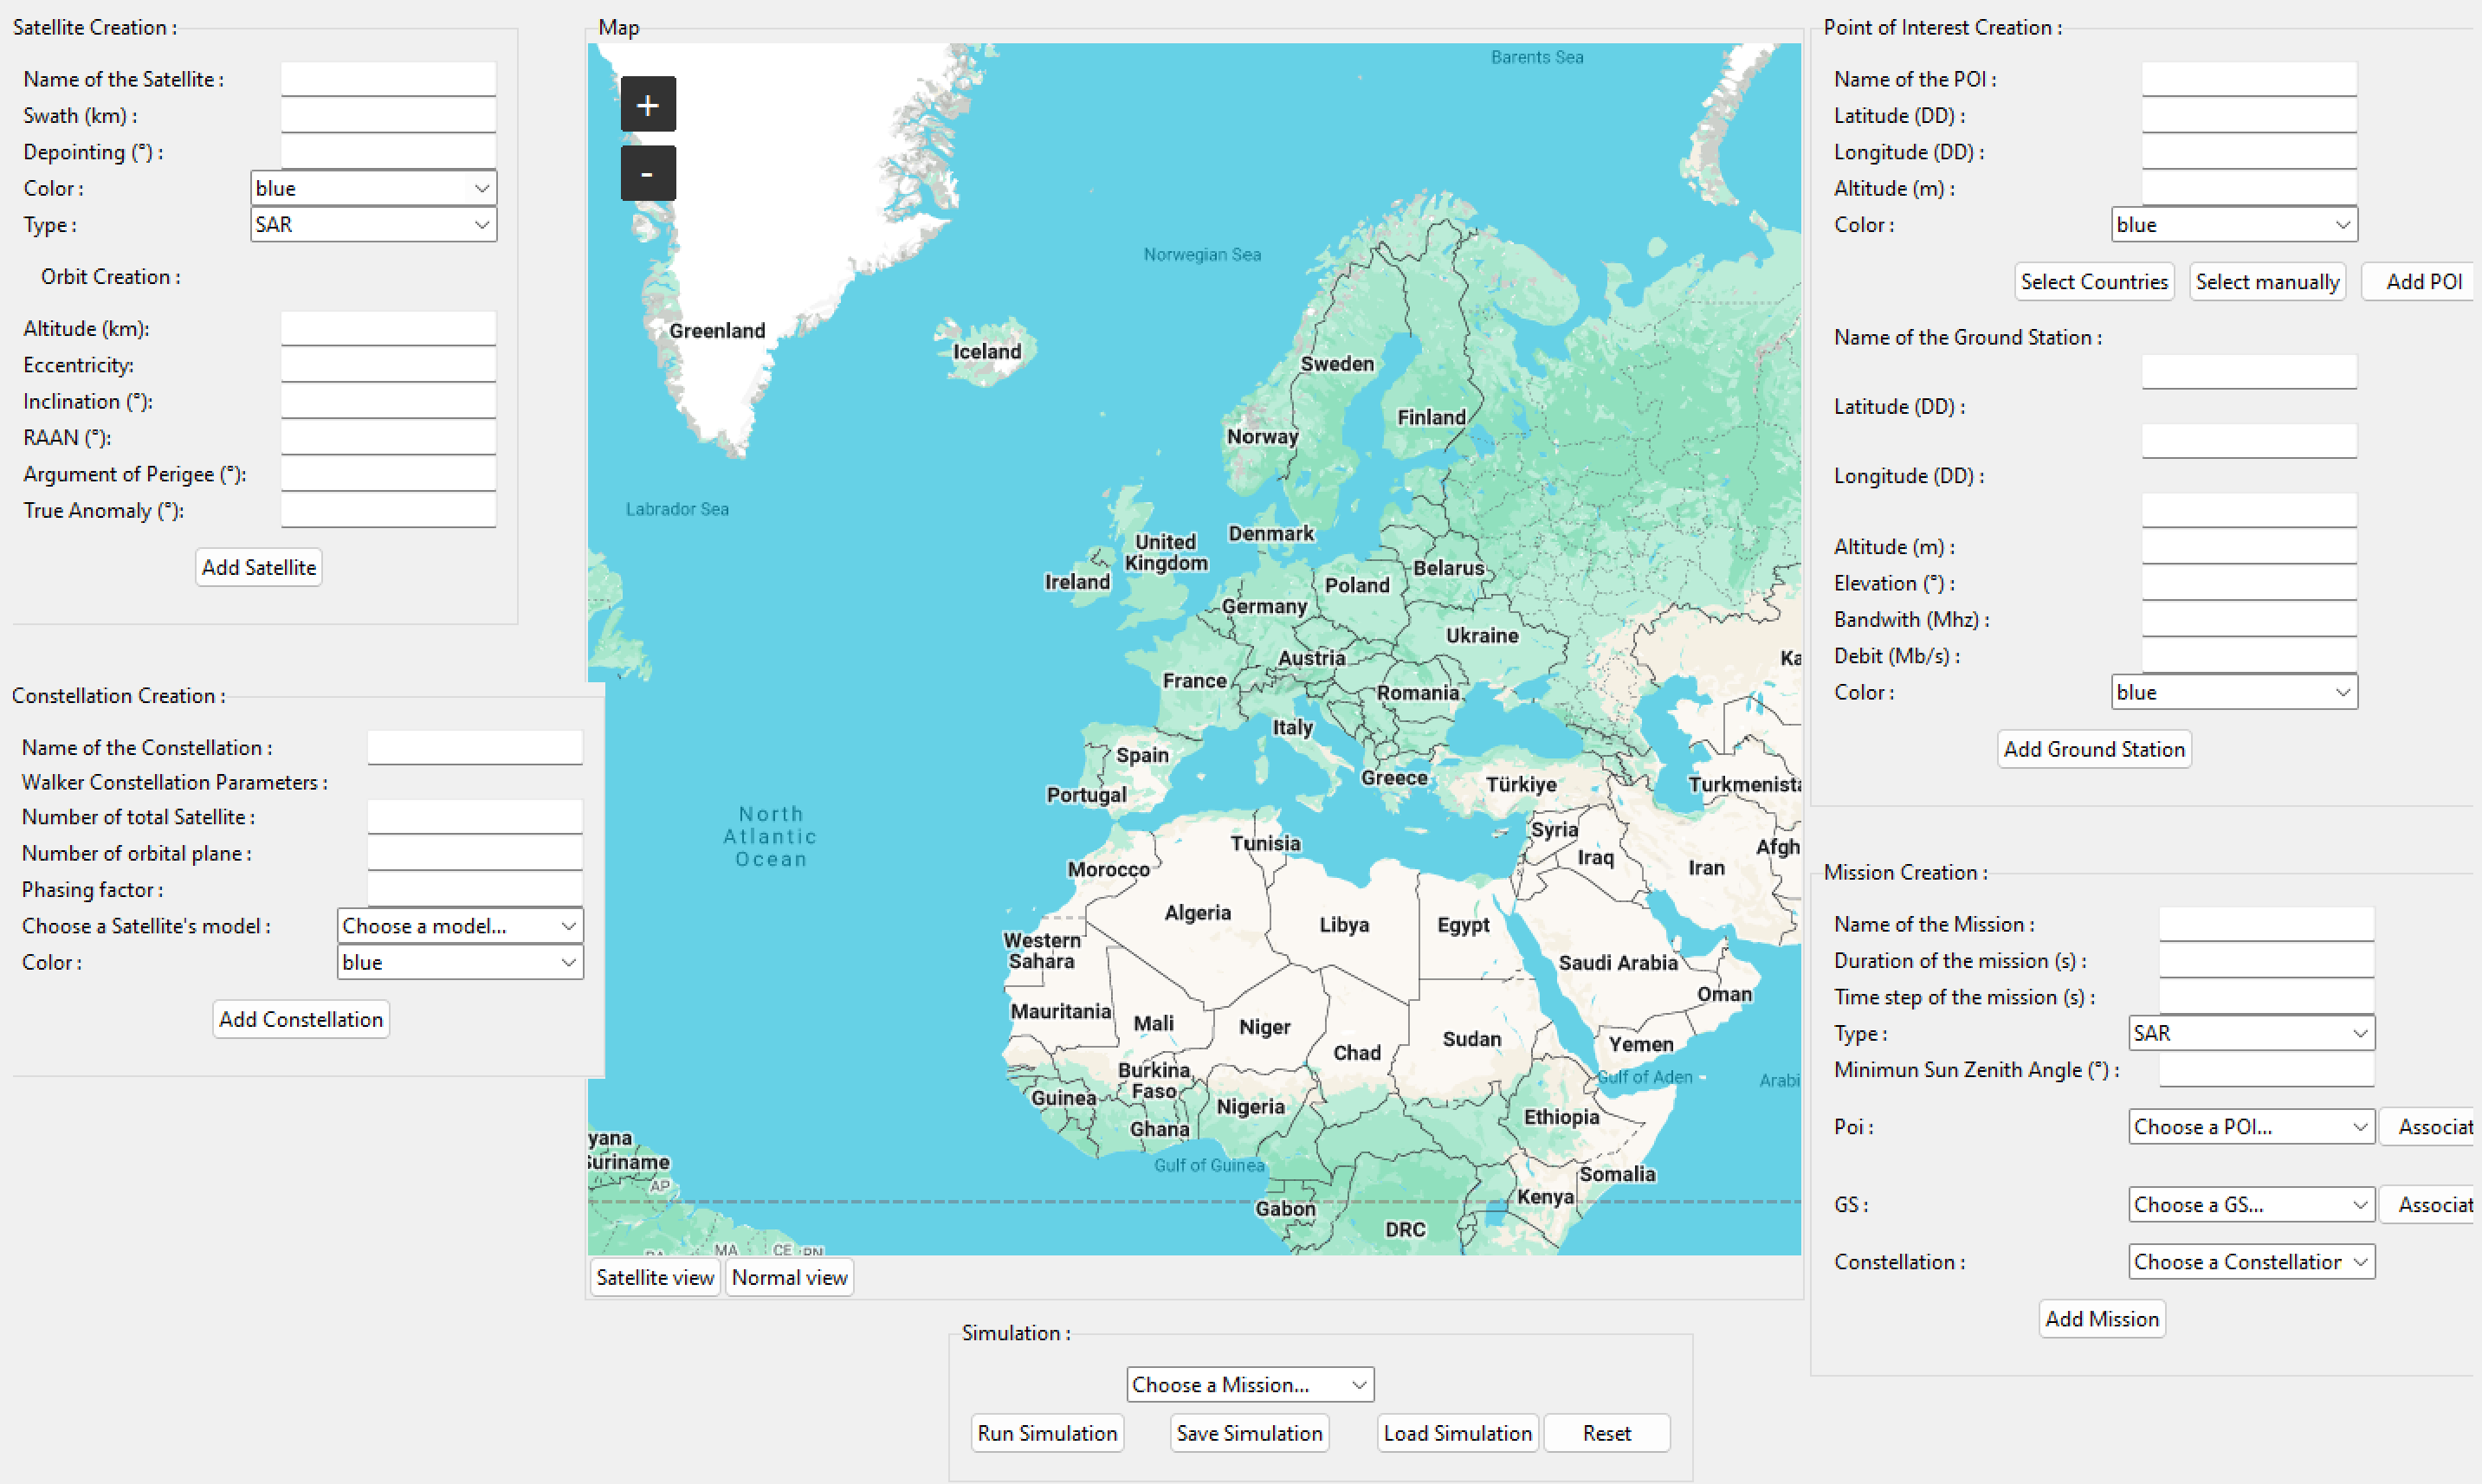 Satellite Creation :
Name of the Satellite :
Swath (km) :
Depointing (°) :
Color :
blue
Type :
SAR
Orbit Creation :
Altitude (km):
Eccentricity:
Inclination (°):
RAAN (°):
Argument of Perigee (°):
True Anomaly (°):
Add Satellite
Constellation Creation :
Name of the Constellation :
Walker Constellation Parameters :
Number of total Satellite :
Number of orbital plane :
Phasing factor :
Choose a Satellite's model :
Choose a model...
Color :
blue
Add Constellation
Map
+
-
Barents Sea
Norwegian Sea
Greenland
Iceland
Sweden
Finland
Norway
Labrador Sea
Denmark
United
Kingdom
Ireland
Belarus
Poland
Germany
Ukraine
Austria
Ka
France
Romania
Italy
Spain
Greece
Türkiye
Turkmenista
Portugal
North
Atlantic
Ocean
Syria
Tunisia
Iraq
Afgh
Iran
Morocco
Algeria
Libya
Egypt
Western
Sahara
Saudi Arabia
Oman
Mauritania
Mali
Niger
Sudan
Yemen
Chad
Burkina
Faso
Gulf of Aden
Arabi
Guinea
Nigeria
Ethiopia
Ghana
yana
Suriname
Gulf of Guinea
Somalia
AP
Kenya
Gabon
DRC
PA
MA
CE
RN
Satellite view
Normal view
Simulation :
Choose a Mission...
Run Simulation
Save Simulation
Load Simulation
Reset
Point of Interest Creation :
Name of the POI :
Latitude (DD) :
Longitude (DD) :
Altitude (m) :
Color :
blue
Select Countries
Select manually
Add POI
Name of the Ground Station :
Latitude (DD) :
Longitude (DD) :
Altitude (m) :
Elevation (°) :
Bandwith (Mhz) :
Debit (Mb/s) :
Color :
blue
Add Ground Station
Mission Creation :
Name of the Mission :
Duration of the mission (s) :
Time step of the mission (s) :
Type :
SAR
Minimun Sun Zenith Angle (°) :
Poi :
Choose a POI...
Associat
GS :
Choose a GS...
Associat
Constellation :
Choose a Constellation
Add Mission